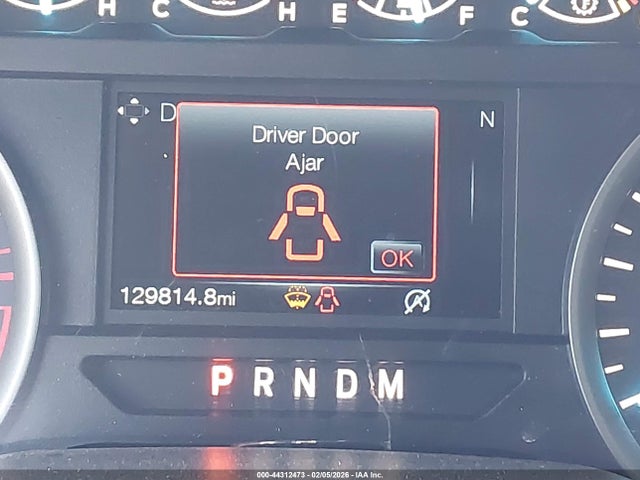 H C H E F C
D N
Driver Door
Ajar
OK
129814.8mi
P R N D M
000-44312473 - 02/05/2026 - IAA Inc.